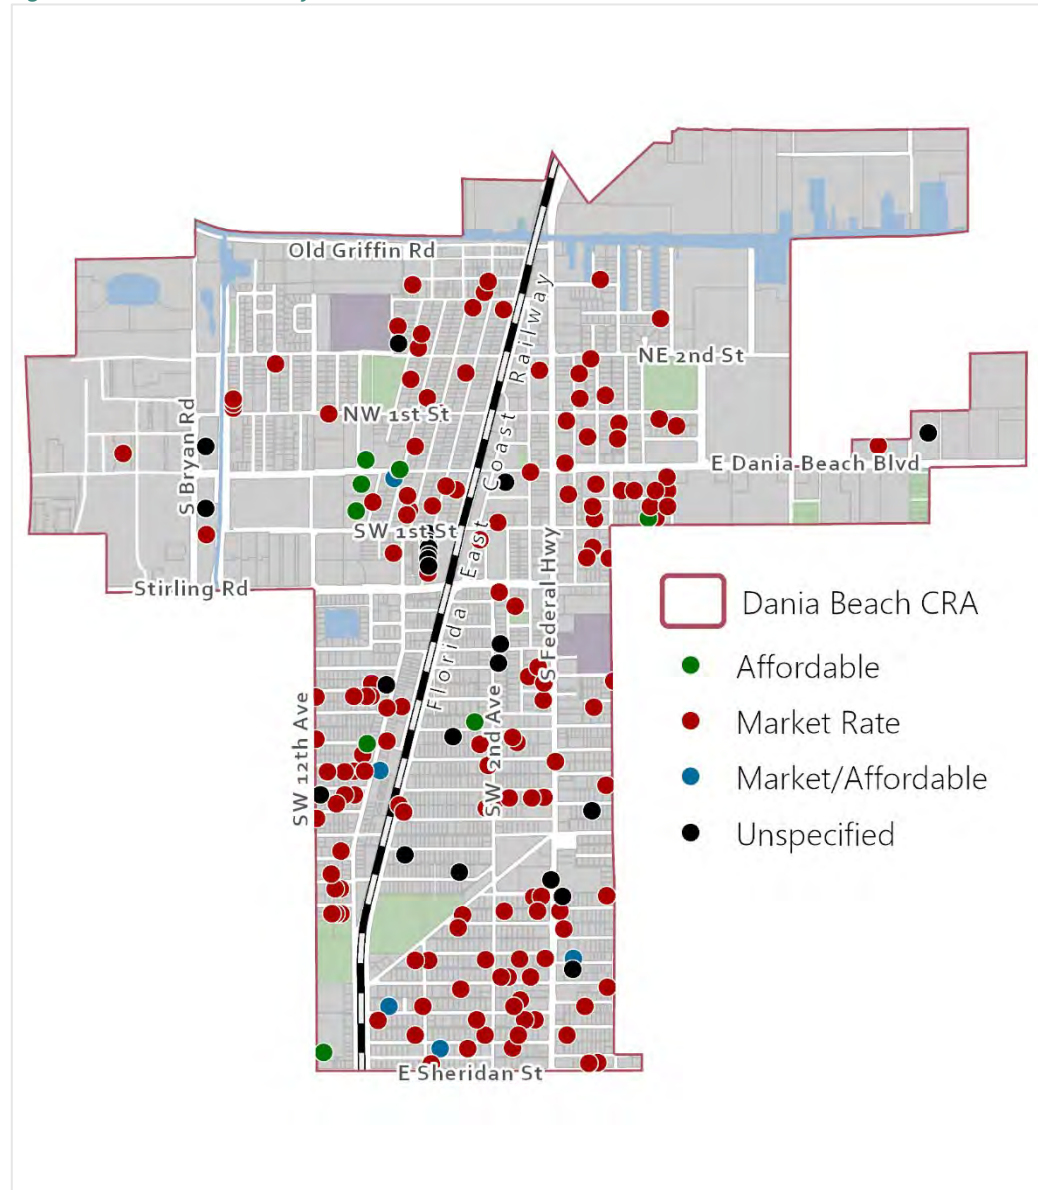 Old Griffin Rd
NE 2nd St
NW 1st St
S Bryan Rd
E Dania Beach Blvd
SW 1st St
Florida East Coast Railway
S Federal Hwy
Stirling Rd
Dania Beach CRA
Affordable
Market Rate
Market/Affordable
Unspecified
SW 12th Ave
SW 2nd Ave
E Sheridan St